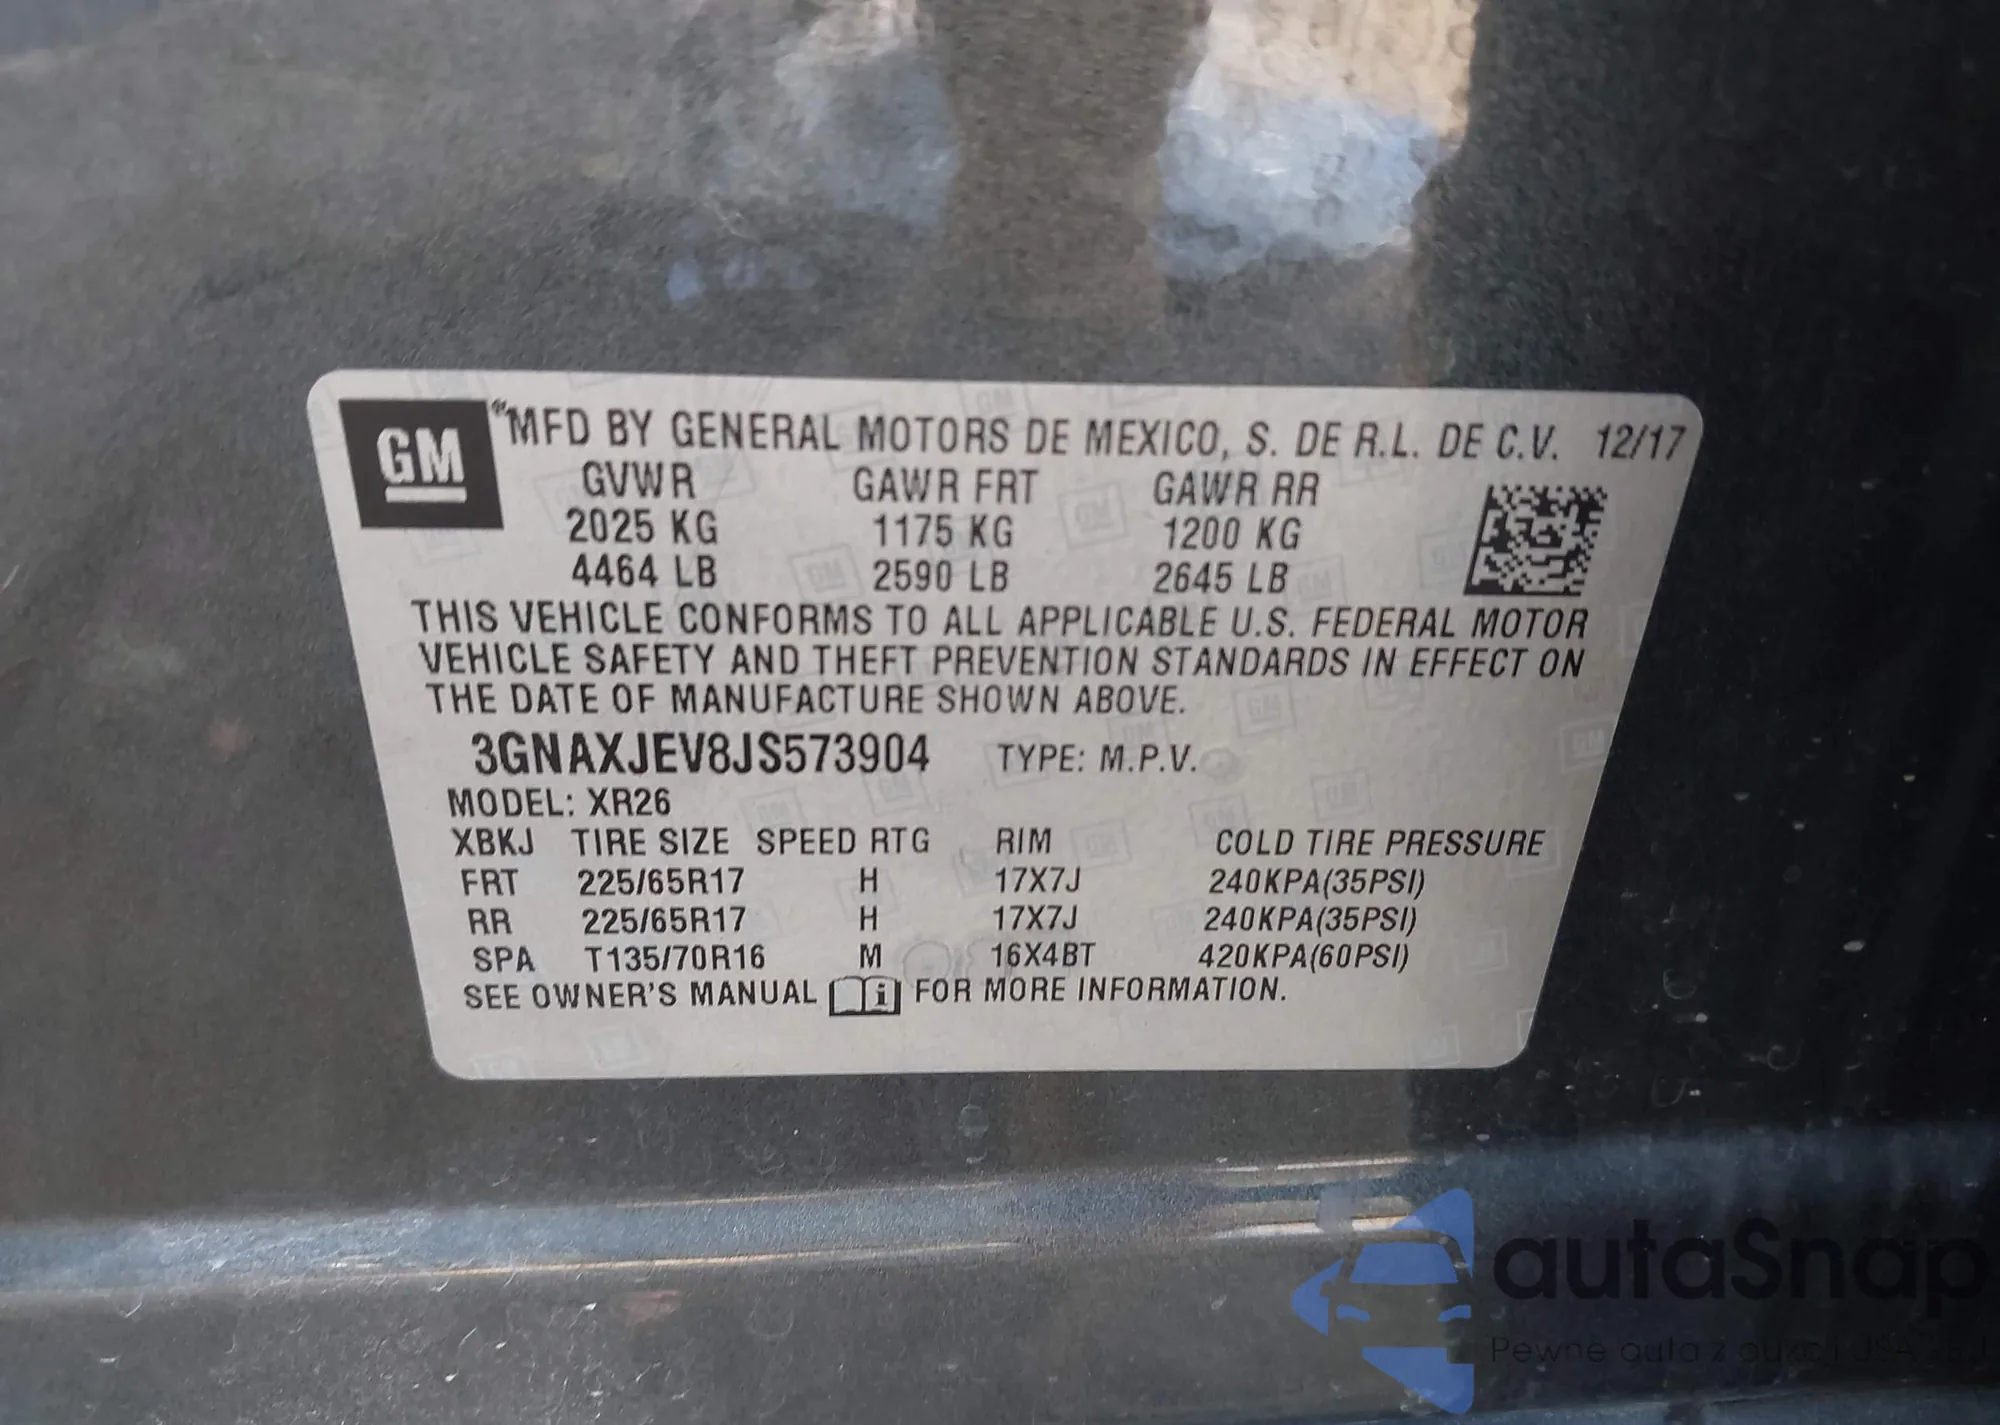 GM
MFD BY GENERAL MOTORS DE MEXICO, S. DE R.L. DE C.V. 12/17
GVWR GAWR FRT GAWR RR
2025 KG 1175 KG 1200 KG
4464 LB 2590 LB 2645 LB
THIS VEHICLE CONFORMS TO ALL APPLICABLE U.S. FEDERAL MOTOR
VEHICLE SAFETY AND THEFT PREVENTION STANDARDS IN EFFECT ON
THE DATE OF MANUFACTURE SHOWN ABOVE.
3GNAXJEV8JS573904 TYPE: M.P.V.
MODEL: XR26
XBKJ TIRE SIZE SPEED RTG RIM COLD TIRE PRESSURE
FRT 225/65R17 H 17X7J 240KPA(35PSI)
RR 225/65R17 H 17X7J 240KPA(35PSI)
SPA T135/70R16 M 16X4BT 420KPA(60PSI)
SEE OWNER'S MANUAL FOR MORE INFORMATION.
autaSnap
Pewne auta z aukcji USA